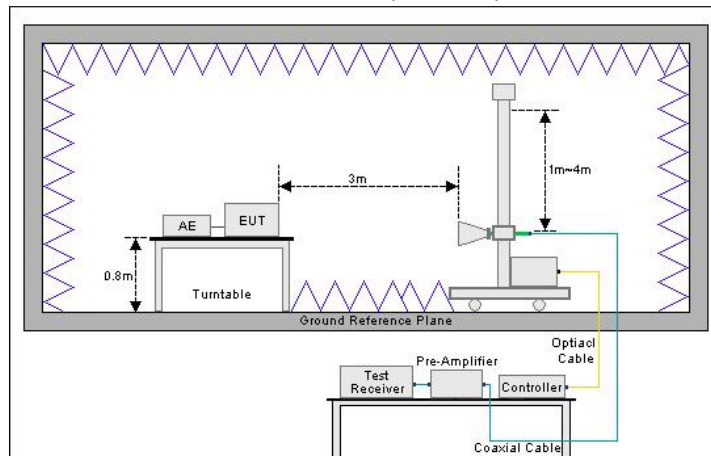 3m
1m~4m
AE
EUT
0.8m
Turntable
Ground Reference Plane
Optiacl
Cable
Pre-Amplifier
Test
Receiver
Controller
Coaxial Cable